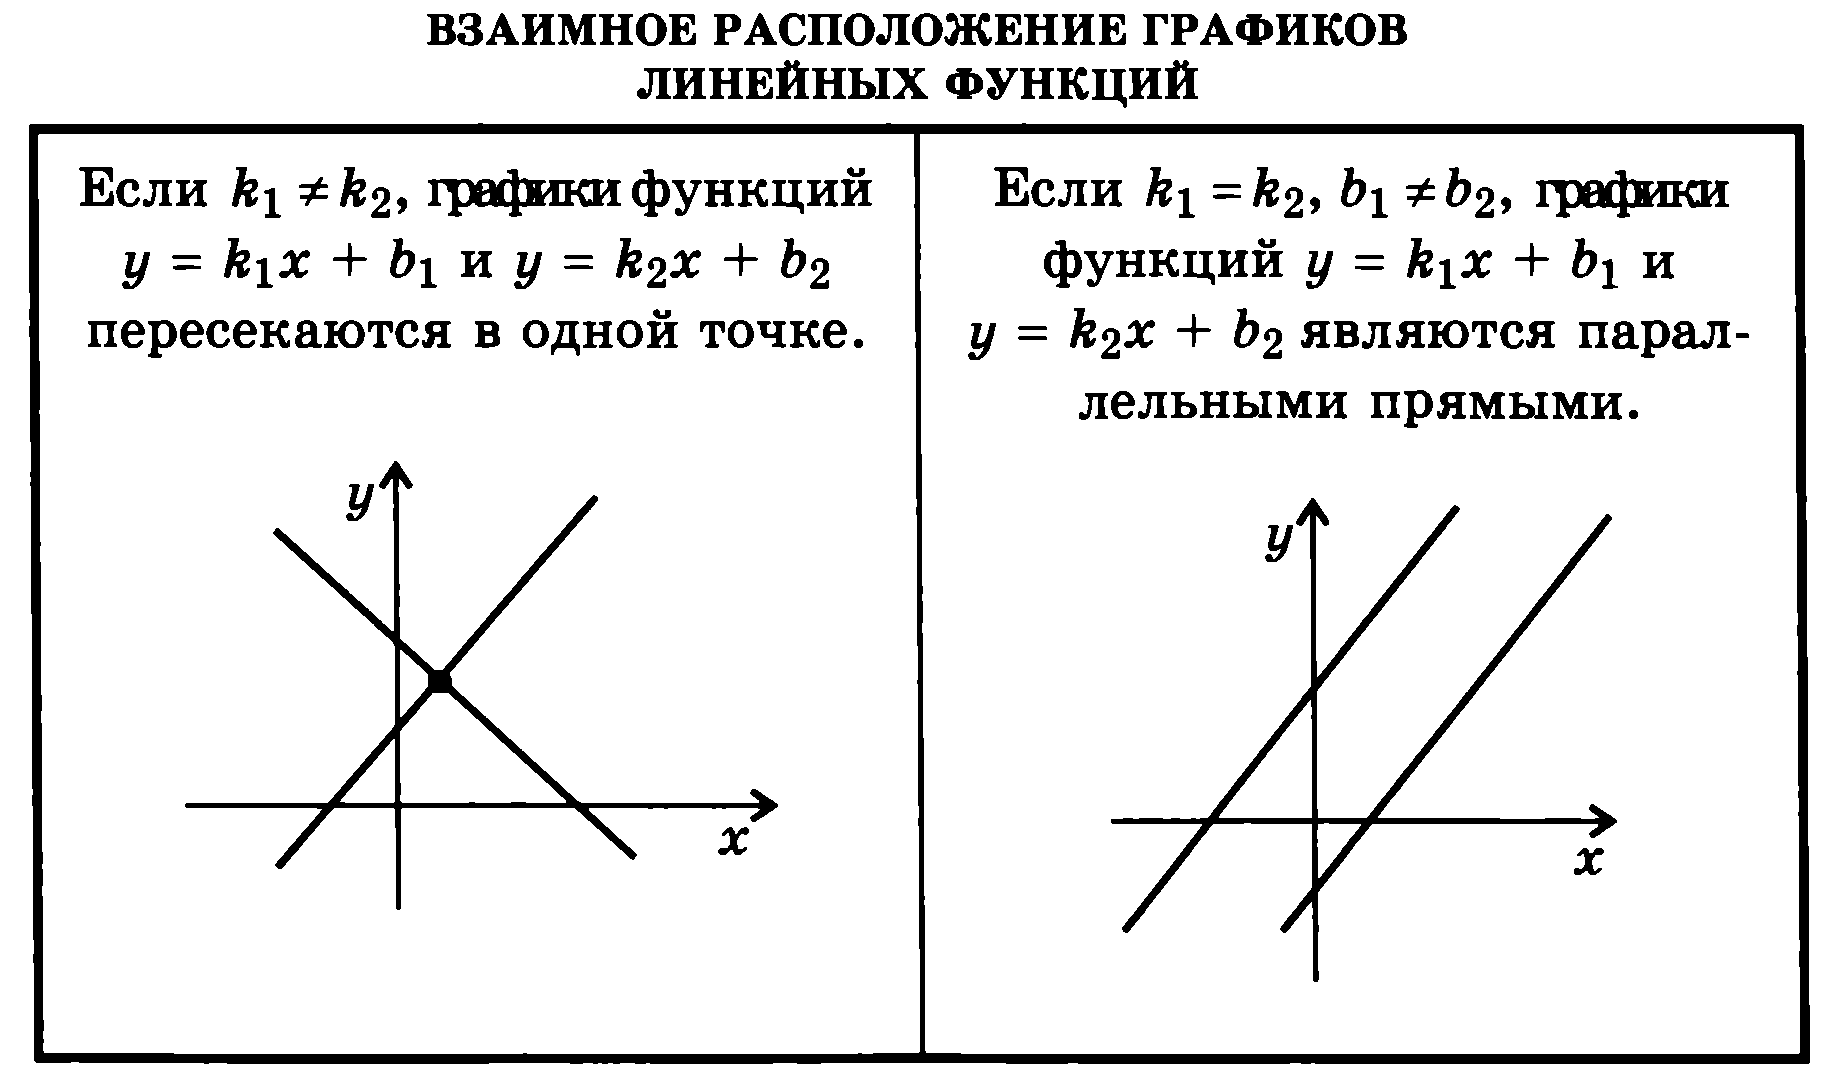 ВЗАИМНОЕ РАСПОЛОЖЕНИЕ ГРАФИКОВ
ЛИНЕЙНЫХ ФУНКЦИЙ
Если k₁ ≠ k₂, графики функций
y = k₁x + b₁ и y = k₂x + b₂
пересекаются в одной точке.
y
x
Если k₁ = k₂, b₁ ≠ b₂, графики
функций y = k₁x + b₁ и
y = k₂x + b₂ являются парал-
лельными прямыми.
y
x